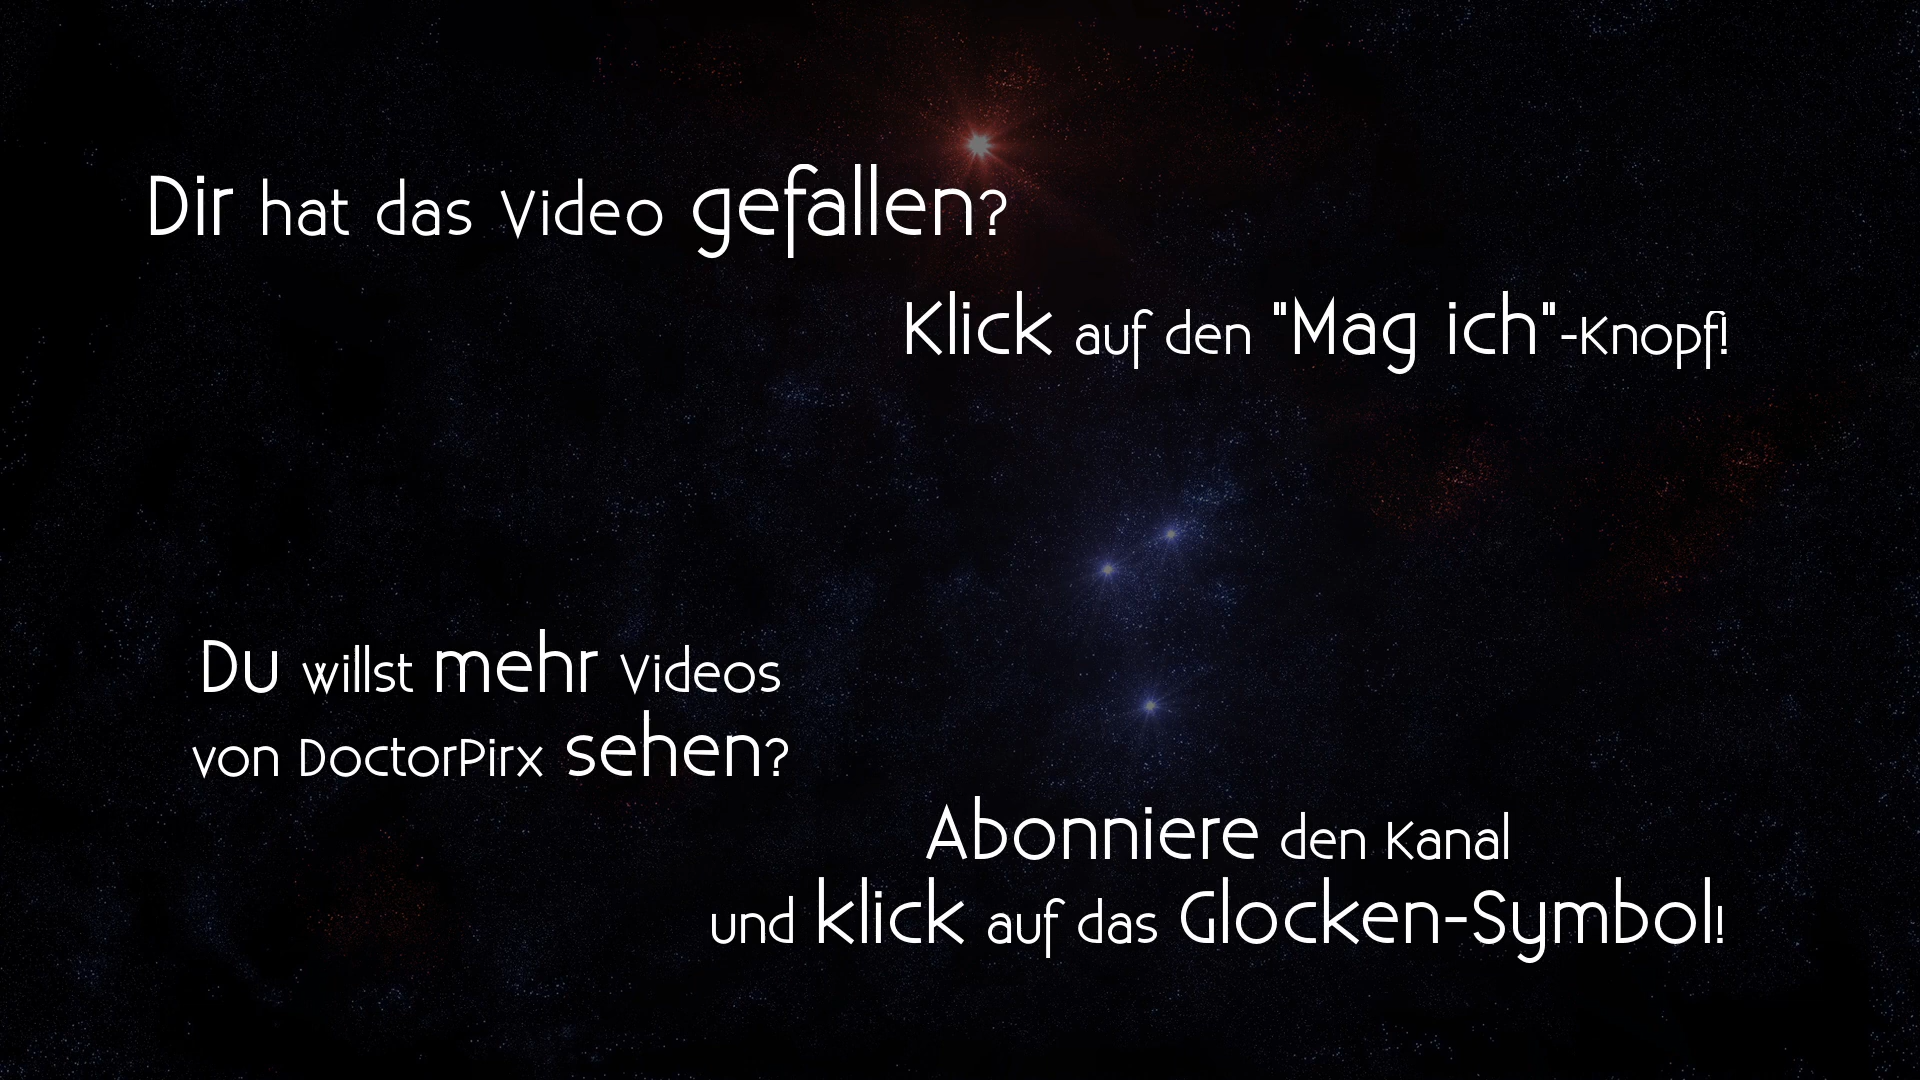 Dir hat das Video gefallen?
Klick auf den "Mag ich"-Knopf!
Du willst mehr Videos
von DoctorPirx sehen?
Abonniere den Kanal
und klick auf das Glocken-Symbol!